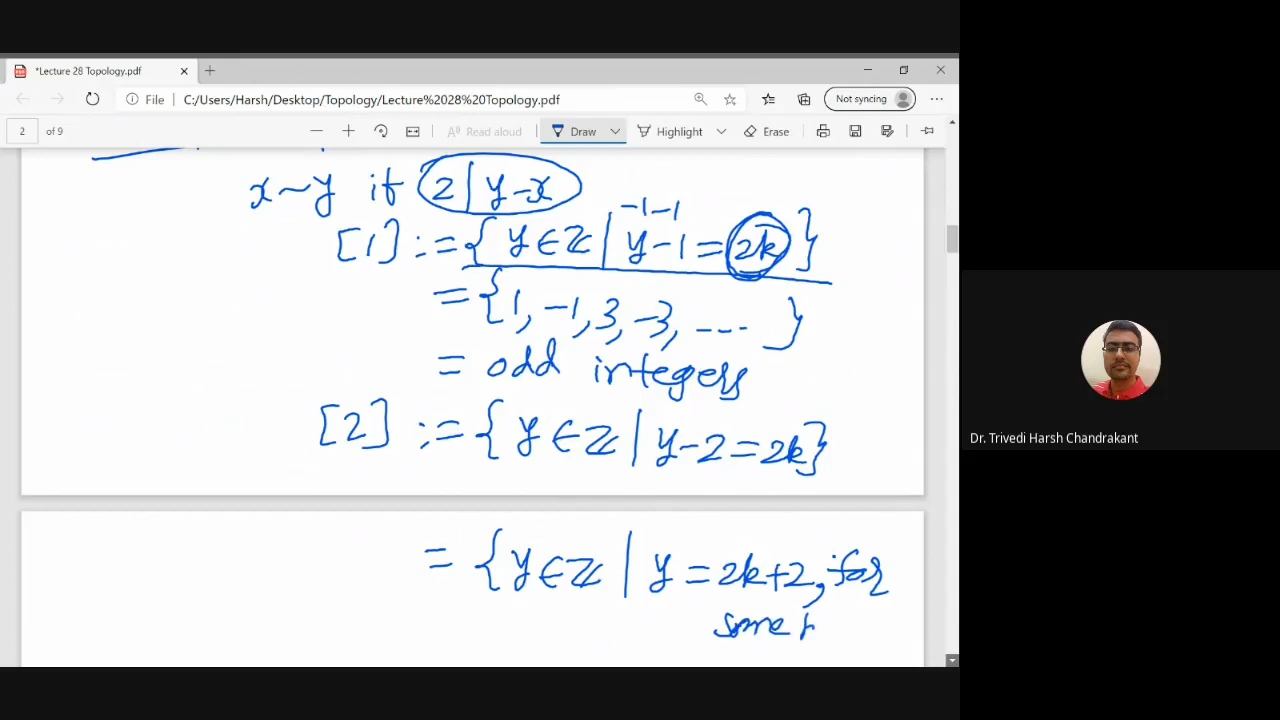 *Lecture 28 Topology.pdf
File C:/Users/Harsh/Desktop/Topology/Lecture%2028%20Topology.pdf Not syncing
2 of 9 Read aloud Draw Highlight Erase
x~y if 2 | y-x
-1-1
[1] := { y∈ℤ | y-1 = 2k }
= { 1, -1, 3, -3, ---- }
= odd integers
[2] := { y∈ℤ | y-2 = 2k }
= { y∈ℤ | y = 2k+2, for
some
Dr. Trivedi Harsh Chandrakant